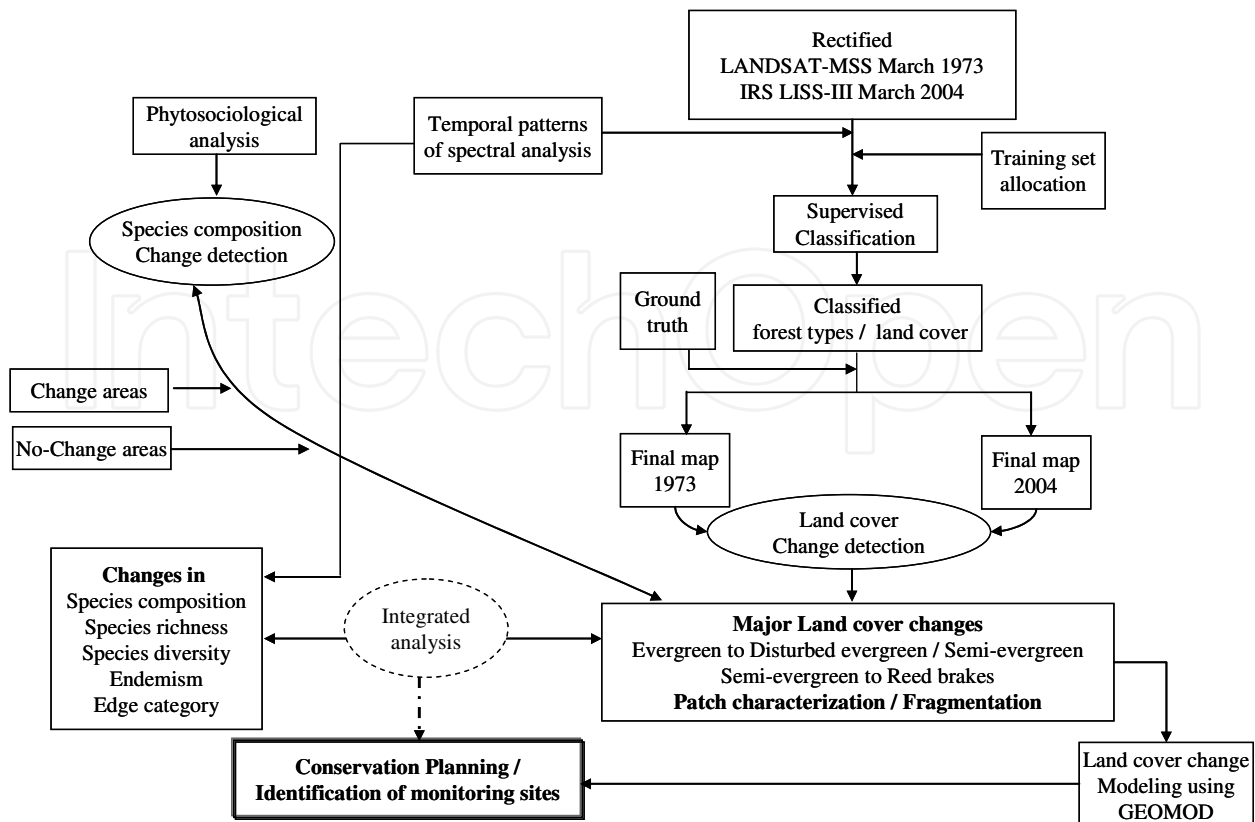 Rectified
LANDSAT-MSS March 1973
IRS LISS-III March 2004
Phytosociological
analysis
Temporal patterns
of spectral analysis
Training set
allocation
Species composition
Change detection
Supervised
Classification
Ground
truth
Classified
forest types / land cover
Change areas
No-Change areas
Final map
1973
Final map
2004
Land cover
Change detection
Changes in
Species composition
Species richness
Species diversity
Endemism
Edge category
Integrated
analysis
Major Land cover changes
Evergreen to Disturbed evergreen / Semi-evergreen
Semi-evergreen to Reed brakes
Patch characterization / Fragmentation
Conservation Planning /
Identification of monitoring sites
Land cover change
Modeling using
GEOMOD
IntechOpen